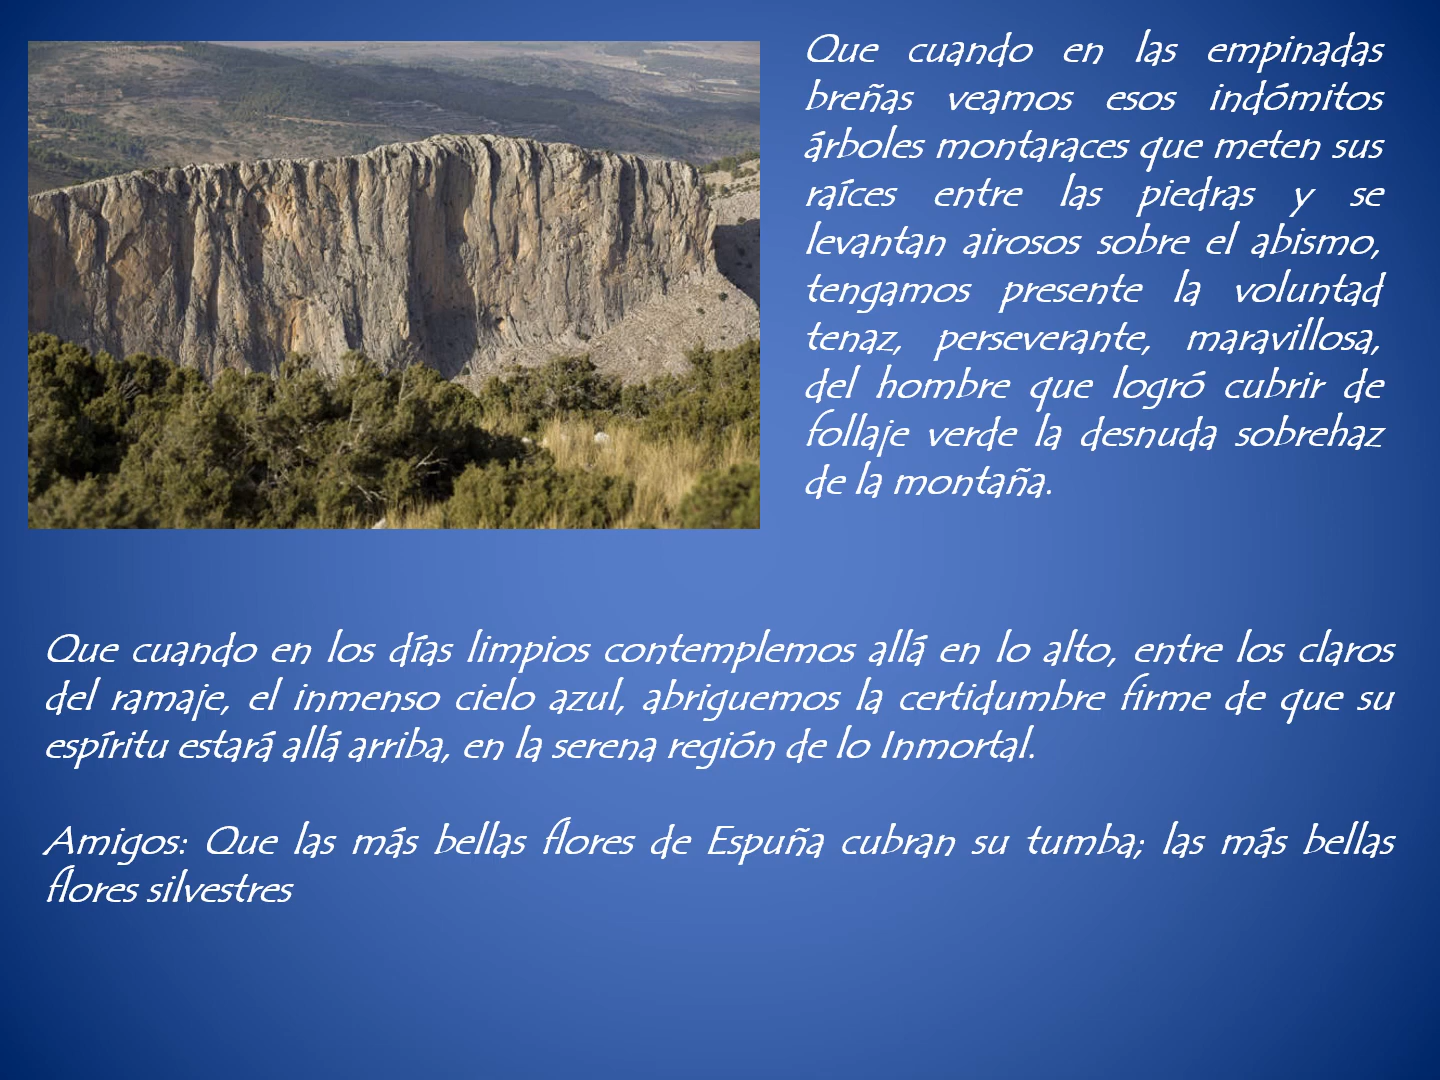 Que cuando en las empinadas
breñas veamos esos indómitos
árboles montaraces que meten sus
raíces entre las piedras y se
levantan airosos sobre el abismo,
tengamos presente la voluntad
tenaz, perseverante, maravillosa,
del hombre que logró cubrir de
follaje verde la desnuda sobrehaz
de la montaña.
Que cuando en los días limpios contemplemos allá en lo alto, entre los claros
del ramaje, el inmenso cielo azul, abriguemos la certidumbre firme de que su
espíritu estará allá arriba, en la serena región de lo Inmortal.
Amigos: Que las más bellas flores de Espuña cubran su tumba; las más bellas
flores silvestres